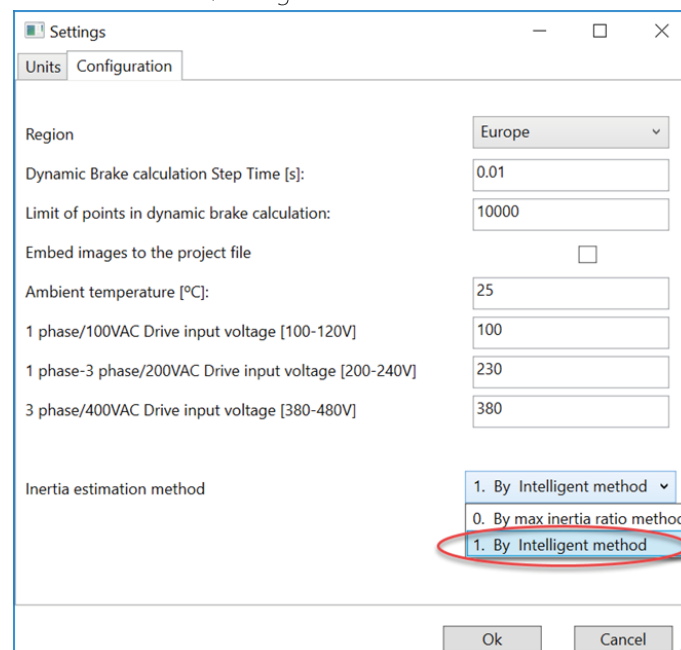 Settings
Units Configuration
Region Europe
Dynamic Brake calculation Step Time [s]: 0.01
Limit of points in dynamic brake calculation: 10000
Embed images to the project file
Ambient temperature [ºC]: 25
1 phase/100VAC Drive input voltage [100-120V] 100
1 phase-3 phase/200VAC Drive input voltage [200-240V] 230
3 phase/400VAC Drive input voltage [380-480V] 380
Inertia estimation method 1. By Intelligent method
0. By max inertia ratio method
1. By Intelligent method
Ok Cancel